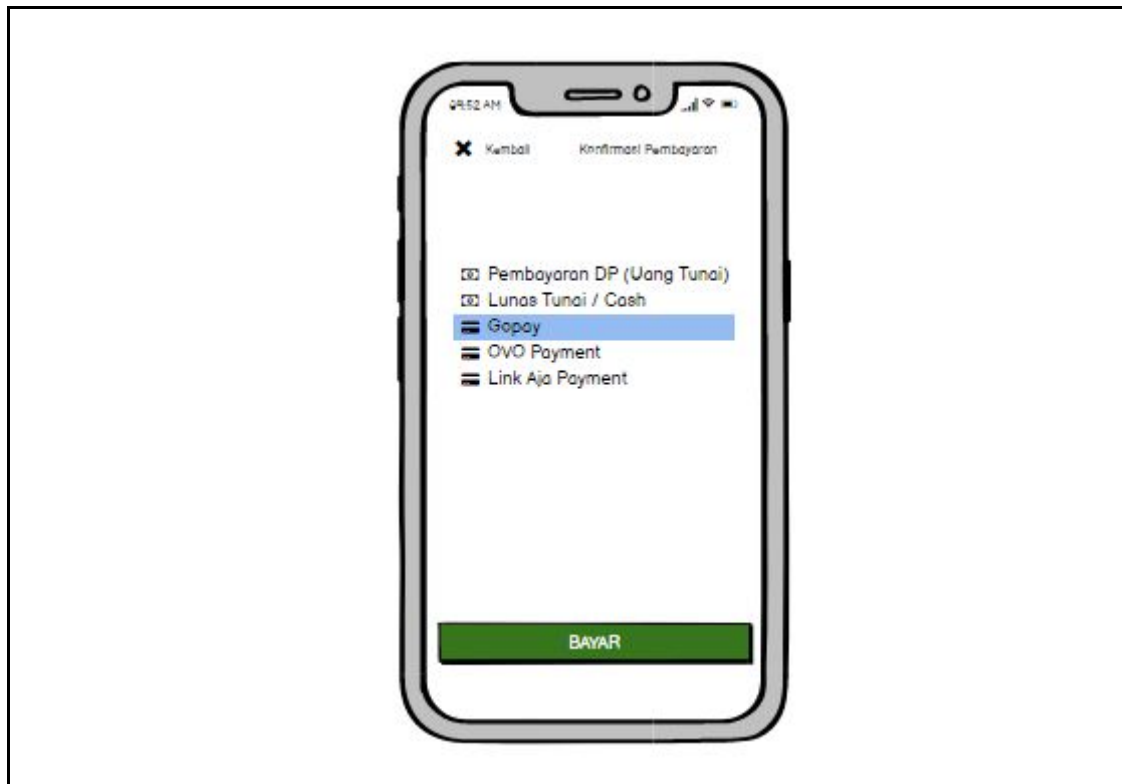 09:52 AM
Kembali Konfirmasi Pembayaran
Pembayaran DP (Uang Tunai)
Lunas Tunai / Cash
Gopay
OVO Payment
Link Aja Payment
BAYAR